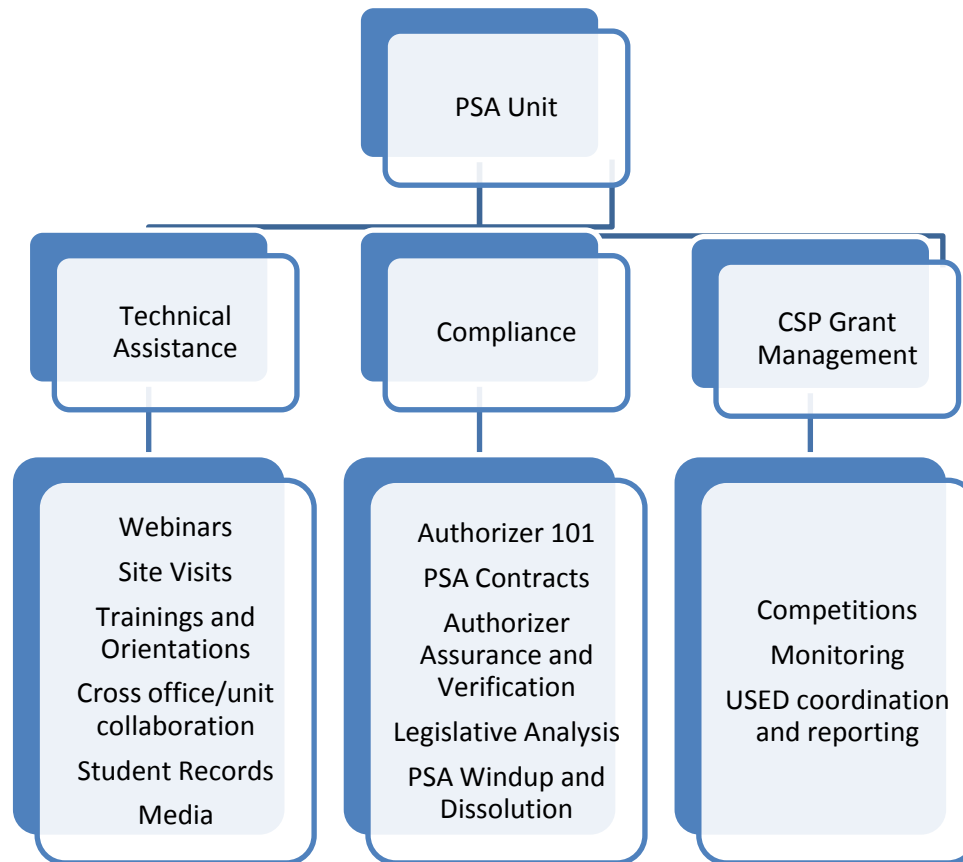 PSA Unit
Technical
Assistance
Compliance
CSP Grant
Management
Webinars
Site Visits
Trainings and
Orientations
Cross office/unit
collaboration
Student Records
Media
Authorizer 101
PSA Contracts
Authorizer
Assurance and
Verification
Legislative Analysis
PSA Windup and
Dissolution
Competitions
Monitoring
USED coordination
and reporting